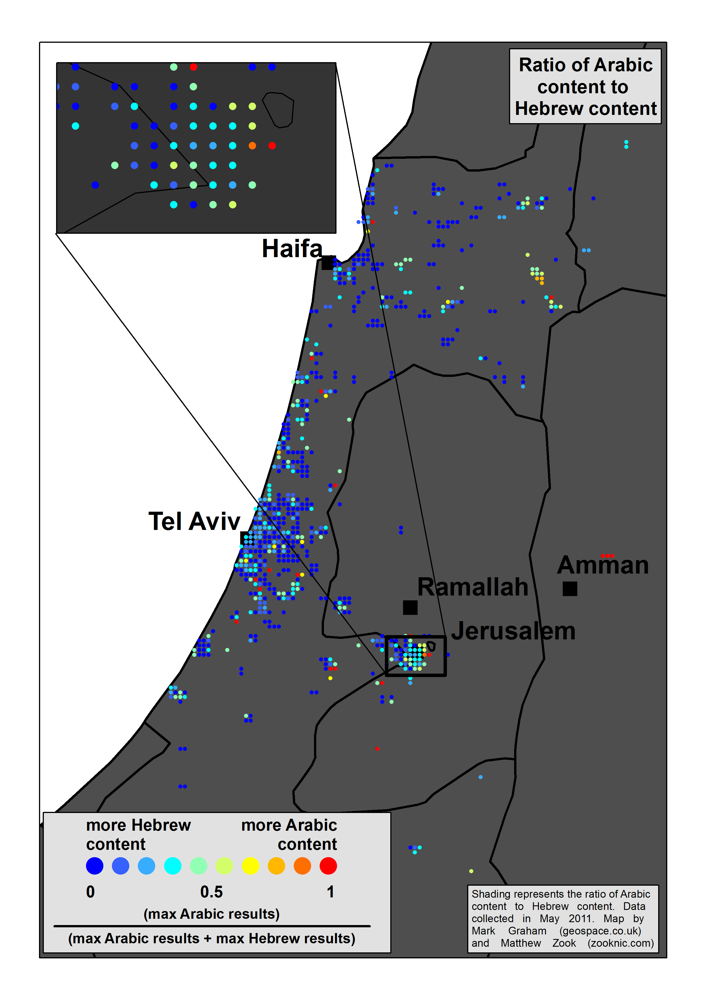 Ratio of Arabic
content to
Hebrew content
Haifa
Tel Aviv
Amman
Ramallah
Jerusalem
more Hebrew more Arabic
content content
0 0.5 1
(max Arabic results)
(max Arabic results + max Hebrew results)
Shading represents the ratio of Arabic
content to Hebrew content. Data
collected in May 2011. Map by
Mark Graham (geospace.co.uk)
and Matthew Zook (zooknic.com)